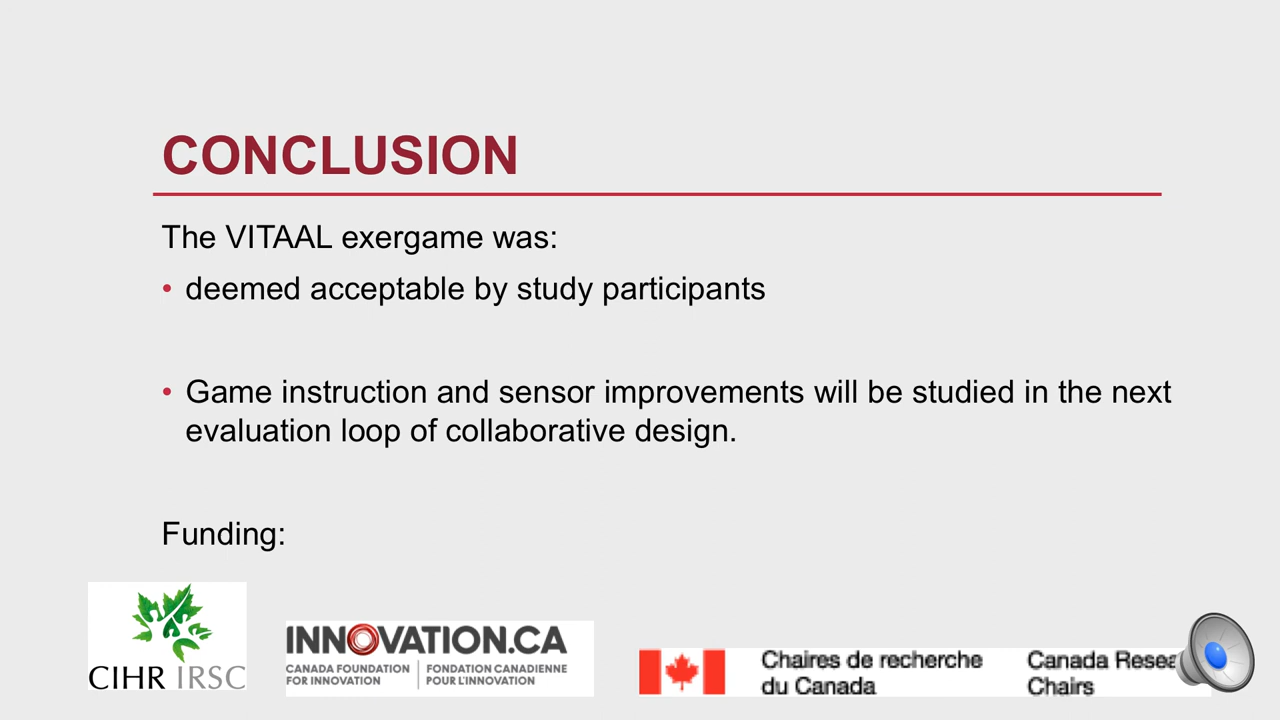 CONCLUSION
The VITAAL exergame was:
• deemed acceptable by study participants
• Game instruction and sensor improvements will be studied in the next
evaluation loop of collaborative design.
Funding:
CIHR IRSC
INNOVATION.CA
CANADA FOUNDATION
FOR INNOVATION
FONDATION CANADIENNE
POUR L'INNOVATION
Chaires de recherche
du Canada
Canada
Chairs